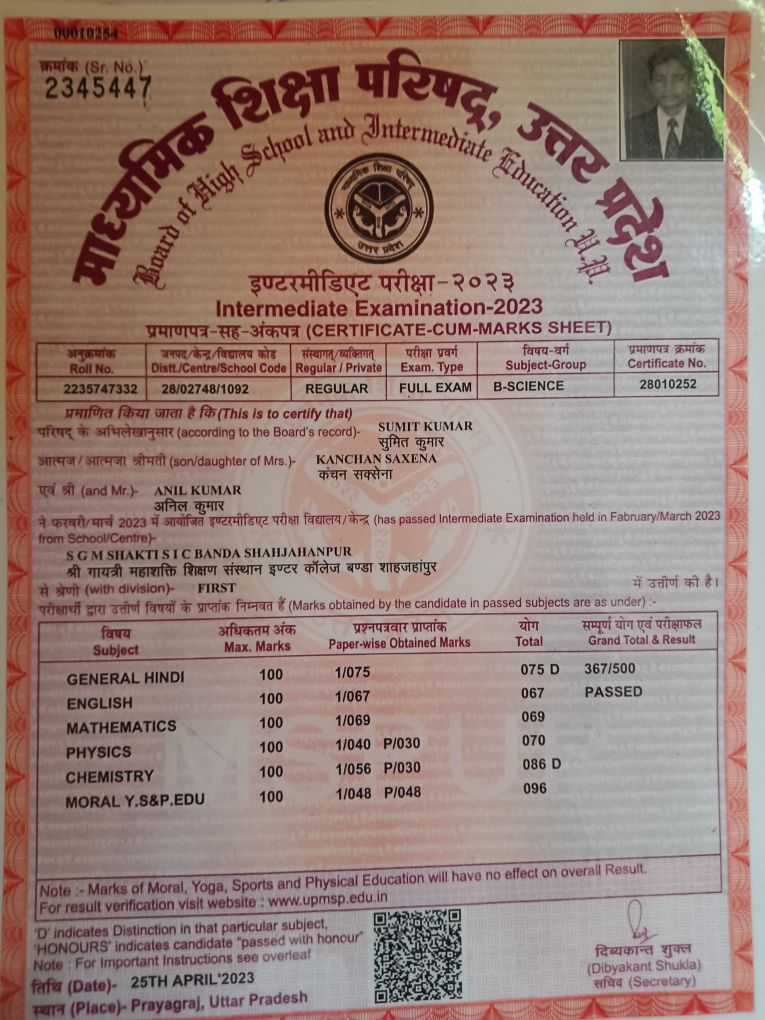 00010254
क्रमांक (Sr. No.)
2345447
माध्यमिक शिक्षा परिषद्, उत्तर प्रदेश
Board of High School and Intermediate Education U.P.
माध्यमिक शिक्षा परिषद
उत्तर प्रदेश
इण्टरमीडिएट परीक्षा-२०२३
Intermediate Examination-2023
प्रमाणपत्र-सह-अंकपत्र (CERTIFICATE-CUM-MARKS SHEET)
अनुक्रमांक जनपद/केन्द्र/विद्यालय कोड संस्थागत/व्यक्तिगत परीक्षा प्रवर्ग विषय-वर्ग प्रमाणपत्र क्रमांक
Roll No. Distt./Centre/School Code Regular / Private Exam. Type Subject-Group Certificate No.
2235747332 28/02748/1092 REGULAR FULL EXAM B-SCIENCE 28010252
प्रमाणित किया जाता है कि (This is to certify that)
परिषद् के अभिलेखानुसार (according to the Board's record)- SUMIT KUMAR
सुमित कुमार
आत्मज/आत्मजा श्रीमती (son/daughter of Mrs.)- KANCHAN SAXENA
कंचन सक्सेना
एवं श्री (and Mr.)- ANIL KUMAR
अनिल कुमार
ने फरवरी/मार्च 2023 में आयोजित इण्टरमीडिएट परीक्षा विद्यालय/केन्द्र (has passed Intermediate Examination held in Fabruary/March 2023
from School/Centre)-
S G M SHAKTI S I C BANDA SHAHJAHANPUR
श्री गायत्री महाशक्ति शिक्षण संस्थान इण्टर कॉलेज बण्डा शाहजहांपुर
से श्रेणी (with division)- FIRST में उत्तीर्ण की है।
परीक्षार्थी द्वारा उत्तीर्ण विषयों के प्राप्तांक निम्नवत हैं (Marks obtained by the candidate in passed subjects are as under) :-
विषय अधिकतम अंक प्रश्नपत्रवार प्राप्तांक योग सम्पूर्ण योग एवं परीक्षाफल
Subject Max. Marks Paper-wise Obtained Marks Total Grand Total & Result
GENERAL HINDI 100 1/075 075 D 367/500
ENGLISH 100 1/067 067 PASSED
MATHEMATICS 100 1/069 069
PHYSICS 100 1/040 P/030 070
CHEMISTRY 100 1/056 P/030 086 D
MORAL Y.S&P.EDU 100 1/048 P/048 096
Note :- Marks of Moral, Yoga, Sports and Physical Education will have no effect on overall Result.
For result verification visit website : www.upmsp.edu.in
'D' indicates Distinction in that particular subject,
'HONOURS' indicates candidate "passed with honour"
Note : For Important Instructions see overleaf
तिथि (Date)- 25TH APRIL'2023
स्थान (Place)- Prayagraj, Uttar Pradesh
दिब्यकान्त शुक्ल
(Dibyakant Shukla)
सचिव (Secretary)